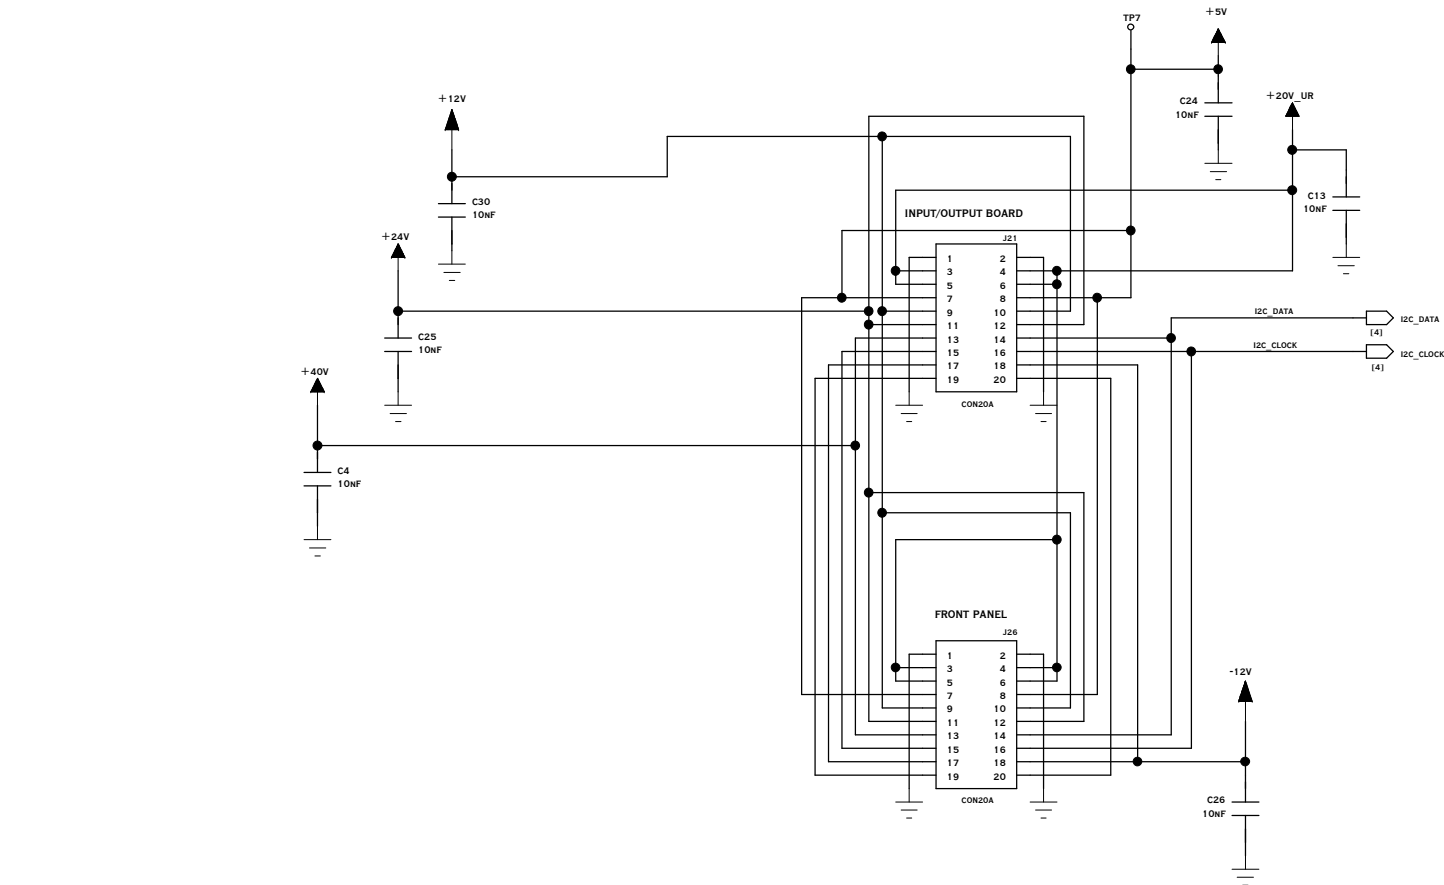 TP7
+5V
C24
10NF
+20V_UR
C13
10NF
+12V
C30
10NF
+24V
C25
10NF
+40V
C4
10NF
INPUT/OUTPUT BOARD
J21
1 2
3 4
5 6
7 8
9 10
11 12
13 14
15 16
17 18
19 20
CON20A
I2C_DATA
I2C_DATA
[4]
I2C_CLOCK
I2C_CLOCK
[4]
FRONT PANEL
J26
1 2
3 4
5 6
7 8
9 10
11 12
13 14
15 16
17 18
19 20
CON20A
-12V
C26
10NF